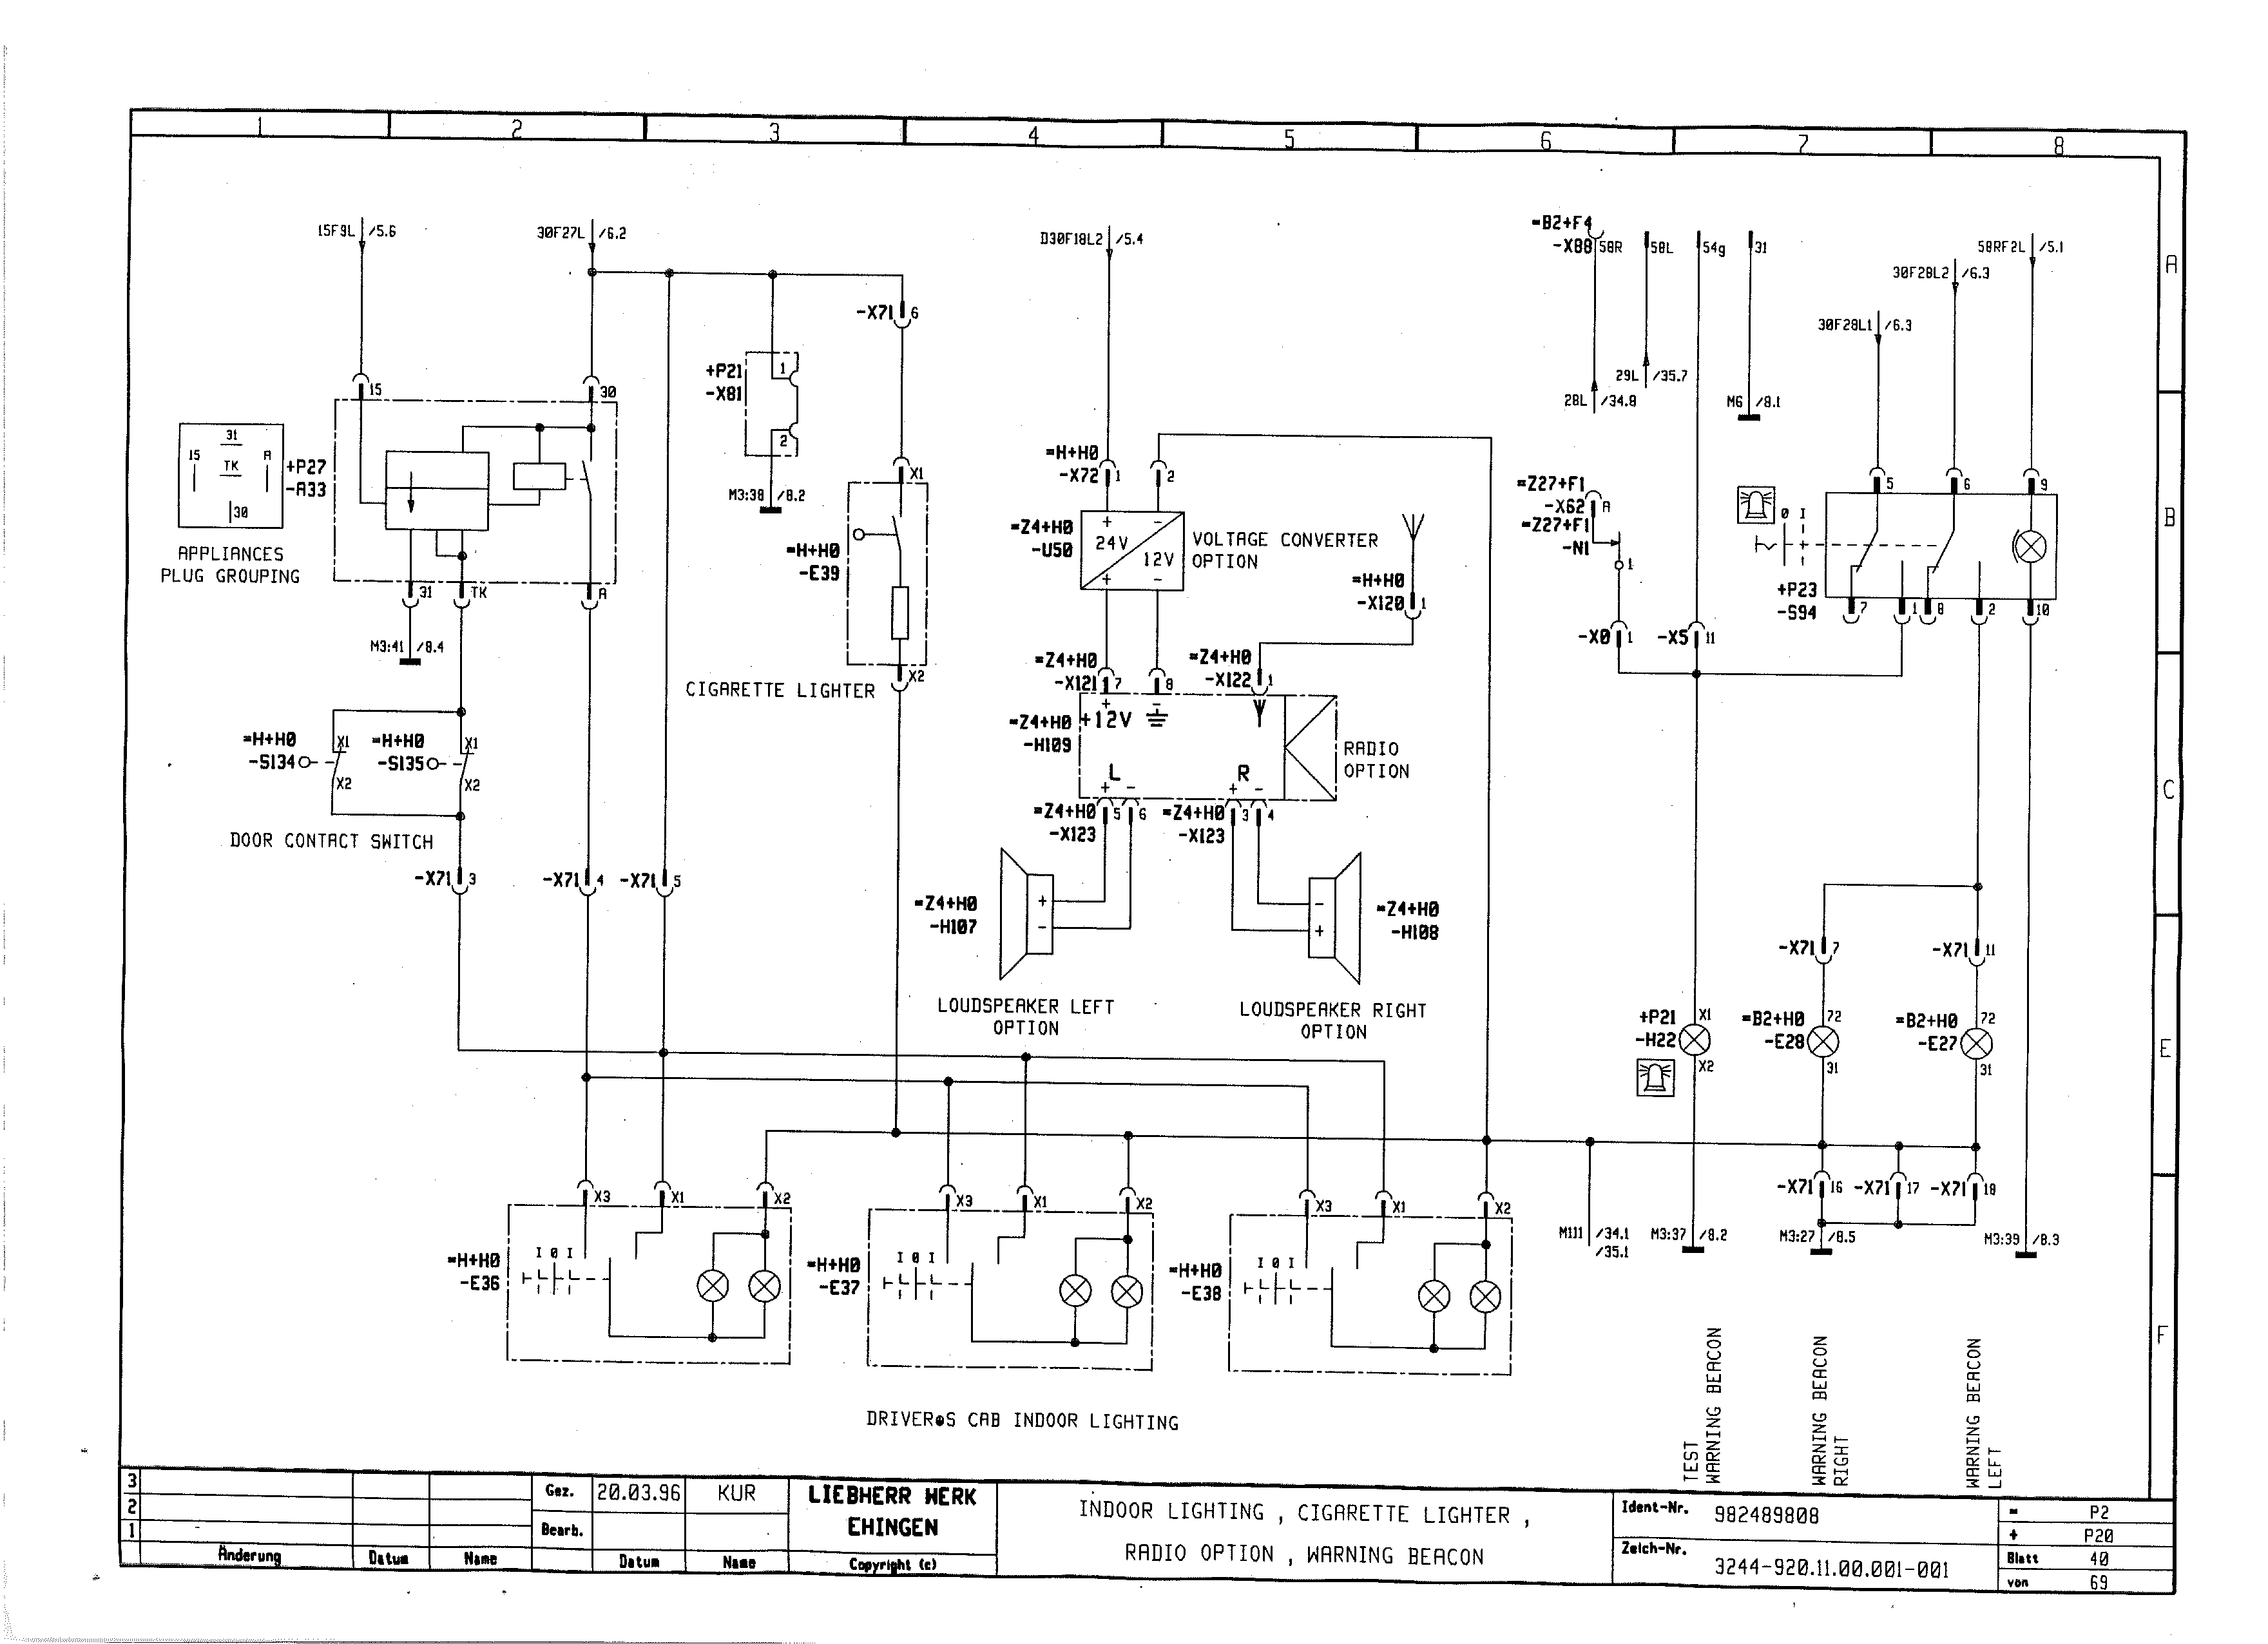 1 2 3 4 5 6 7 8
A
B
C
E
F
15F9L /5.6
30F27L /6.2
D30F18L2 /5.4
=B2+F4
-X88 58R
58L
54g
31
58RF2L /5.1
30F28L2 /6.3
30F28L1 /6.3
28L /34.8
29L /35.7
M6 /8.1
-X71 6
15
30
+P21
-X81
1
2
M3:38 /8.2
31
15 TK A
30
+P27
-A33
APPLIANCES
PLUG GROUPING
31
TK
A
M3:41 /8.4
X1
=H+H0
-E39
X2
CIGARETTE LIGHTER
=H+H0
-X72 1
2
=Z4+H0
-U50
+ -
24V
12V
+ -
VOLTAGE CONVERTER
OPTION
=H+H0
-X120 1
=Z4+H0
-X121 7
8
=Z4+H0
-X122 1
=Z4+H0
-H109
+ -
+12V
L
+ -
R
+ -
RADIO
OPTION
=Z4+H0
-X123
5 6
=Z4+H0
-X123
3 4
=Z4+H0
-H107
+
-
LOUDSPEAKER LEFT
OPTION
=Z4+H0
-H108
-
+
LOUDSPEAKER RIGHT
OPTION
=Z27+F1
-X62 A
=Z27+F1
-N1
1
-X0 1
-X5 11
0 I
+P23
-S94
5 6 9
7 1 8 2 10
=H+H0
-S134
X1
X2
=H+H0
-S135
X1
X2
DOOR CONTACT SWITCH
-X71 3
-X71 4
-X71 5
-X71 7
-X71 11
+P21
-H22
X1
X2
=B2+H0
-E28
72
31
=B2+H0
-E27
72
31
-X71 16
-X71 17
-X71 18
M111 /34.1
/35.1
M3:37 /8.2
M3:27 /8.5
M3:39 /8.3
X3 X1 X2
=H+H0
-E36
I 0 I
X3 X1 X2
=H+H0
-E37
I 0 I
X3 X1 X2
=H+H0
-E38
I 0 I
DRIVER●S CAB INDOOR LIGHTING
TEST
WARNING BEACON
WARNING BEACON
RIGHT
WARNING BEACON
LEFT
3
2
1
Änderung
Datum
Name
Gez.
20.03.96
KUR
Bearb.
Datum
Name
LIEBHERR WERK
EHINGEN
Copyright (c)
INDOOR LIGHTING , CIGARETTE LIGHTER ,
RADIO OPTION , WARNING BEACON
Ident-Nr. 982489808
Zeich-Nr. 3244-920.11.00.001-001
= P2
+ P20
Blatt 40
von 69